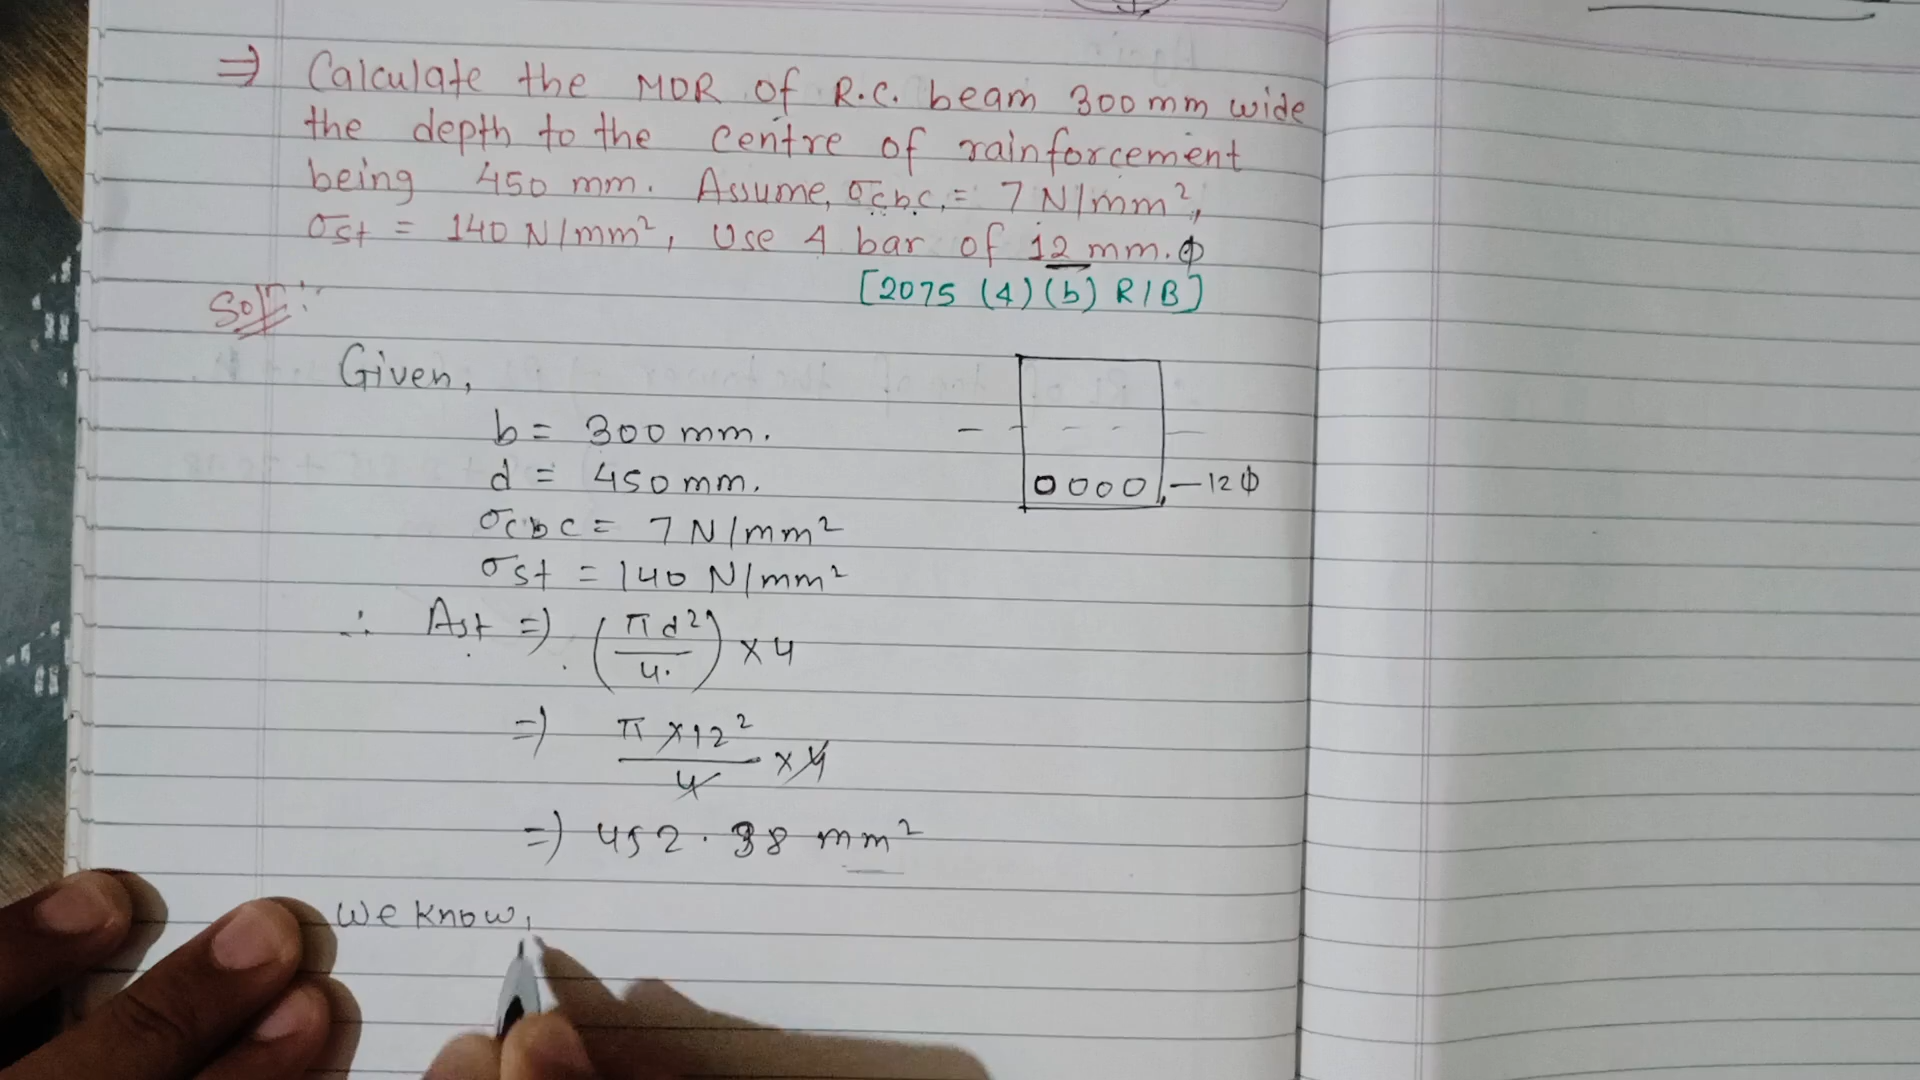 ⇒ Calculate the MOR of R.C. beam 300 mm wide
the depth to the centre of rainforcement
being 450 mm. Assume, σcbc, = 7 N/mm²,
σst = 140 N/mm², Use 4 bar of 12 mm.ϕ
[2075 (4) (b) R/B]
Solⁿ:
Given,
b = 300 mm.
d = 450 mm.
σcbc = 7 N/mm²
σst = 140 N/mm²
0000 -12ϕ
∴ Ast ⇒ (πd²/4) x 4
⇒ π x 12²/4 x 4
⇒ 452.38 mm²
We know,